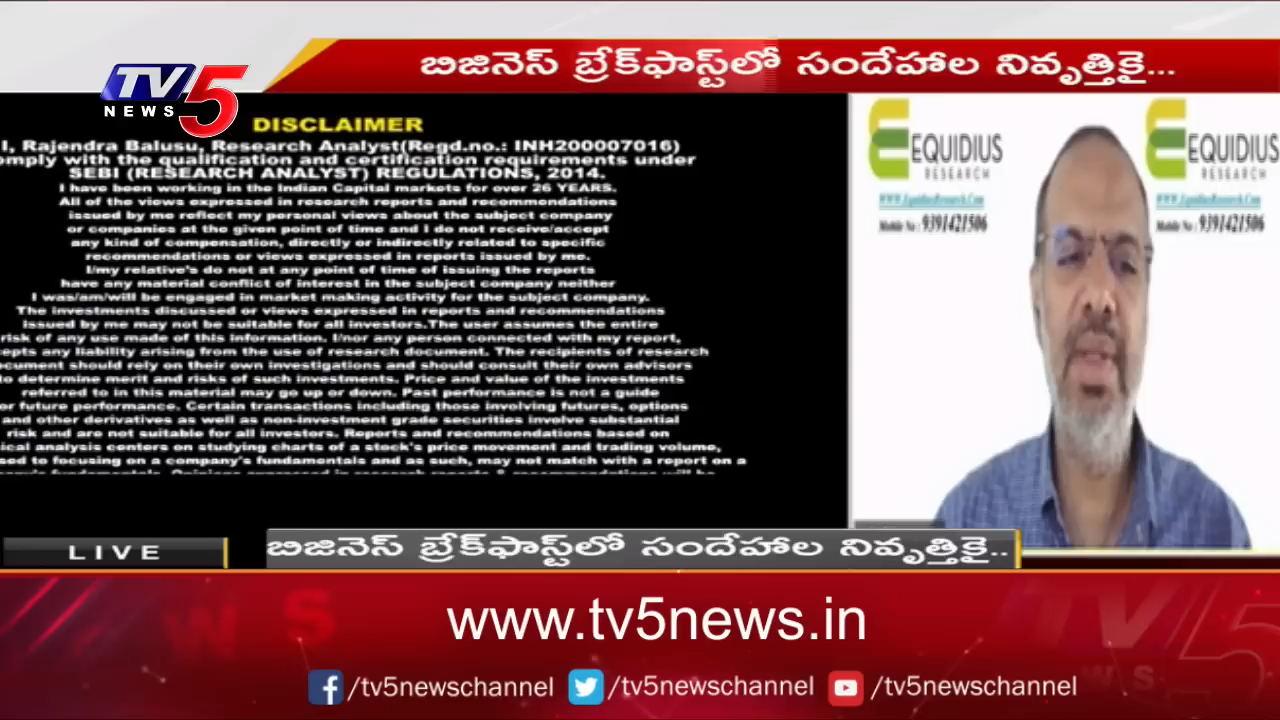 బిజినెస్ బ్రేక్‌ఫాస్ట్‌లో సందేహాల నివృత్తికై...
TV5
NEWS
DISCLAIMER
I, Rajendra Balusu, Research Analyst(Regd.no.: INH200007016)
with the qualification and certification requirements under
SEBI (RESEARCH ANALYST) REGULATIONS, 2014.
I have been working in the Indian Capital markets for over 26 YEARS.
All of the views expressed in research reports and recommendations
issued by me reflect my personal views about the subject company
or companies at the given point of time and I do not receive/accept
any kind of compensation, directly or indirectly related to specific
recommendations or views expressed in reports issued by me.
I/my relative's do not at any point of time of issuing the reports
have any material conflict of interest in the subject company neither
I was/am/will be engaged in market making activity for the subject company.
The investments discussed or views expressed in reports and recommendations
issued by me may not be suitable for all investors.The user assumes the entire
risk of any use made of this information. I/nor any person connected with my report,
any liability arising from the use of research document. The recipients of research
should rely on their own investigations and should consult their own advisors
to determine merit and risks of such investments. Price and value of the investments
referred to in this material may go up or down. Past performance is not a guide
or future performance. Certain transactions including those involving futures, options
and other derivatives as well as non-investment grade securities involve substantial
risk and are not suitable for all investors. Reports and recommendations based on
analysis centers on studying charts of a stock's price movement and trading volume,
to focusing on a company's fundamentals and as such, may not match with a report on a
EQUIDIUS
RESEARCH
www.EquidiusResearch.Com
Mobile No : 9391421506
EQUIDIUS
RESEARCH
www.EquidiusResearch.Com
Mobile No : 9391421506
LIVE
బిజినెస్ బ్రేక్‌ఫాస్ట్‌లో సందేహాల నివృత్తికై..
www.tv5news.in
/tv5newschannel
/tv5newschannel
/tv5newschannel